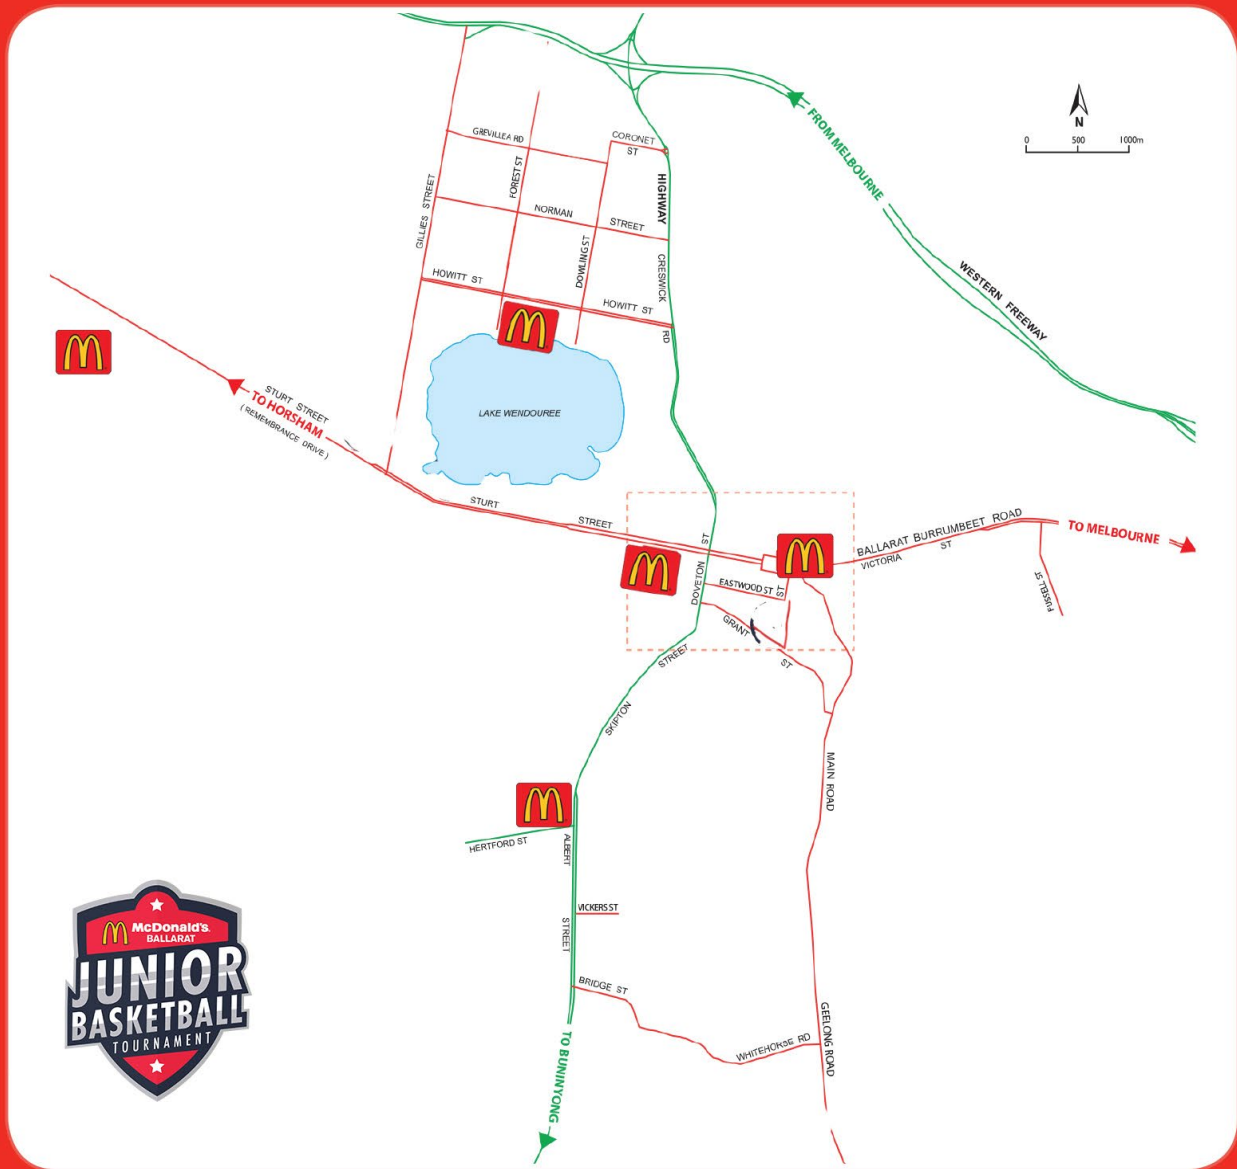 GREVILLEA RD
CORONET
ST
FOREST ST
HIGHWAY
GILLIES STREET
NORMAN
STREET
DOWLING ST
CRESWICK
RD
HOWITT ST
HOWITT ST
FROM MELBOURNE
N
0 500 1000m
WESTERN FREEWAY
LAKE WENDOUREE
STURT STREET
TO HORSHAM
( REMEMBRANCE DRIVE )
STURT
STREET
DOVETON
ST
EASTWOOD ST
ST
GRANT
ST
BALLARAT BURRUMBEET ROAD
VICTORIA
ST
TO MELBOURNE
FUSSELL ST
STREET
SKIPTON
MAIN ROAD
HERTFORD ST
ALBERT
STREET
VICKERS ST
BRIDGE ST
WHITEHORSE RD
GEELONG ROAD
TO BUNINYONG
McDonald's
BALLARAT
JUNIOR
BASKETBALL
TOURNAMENT